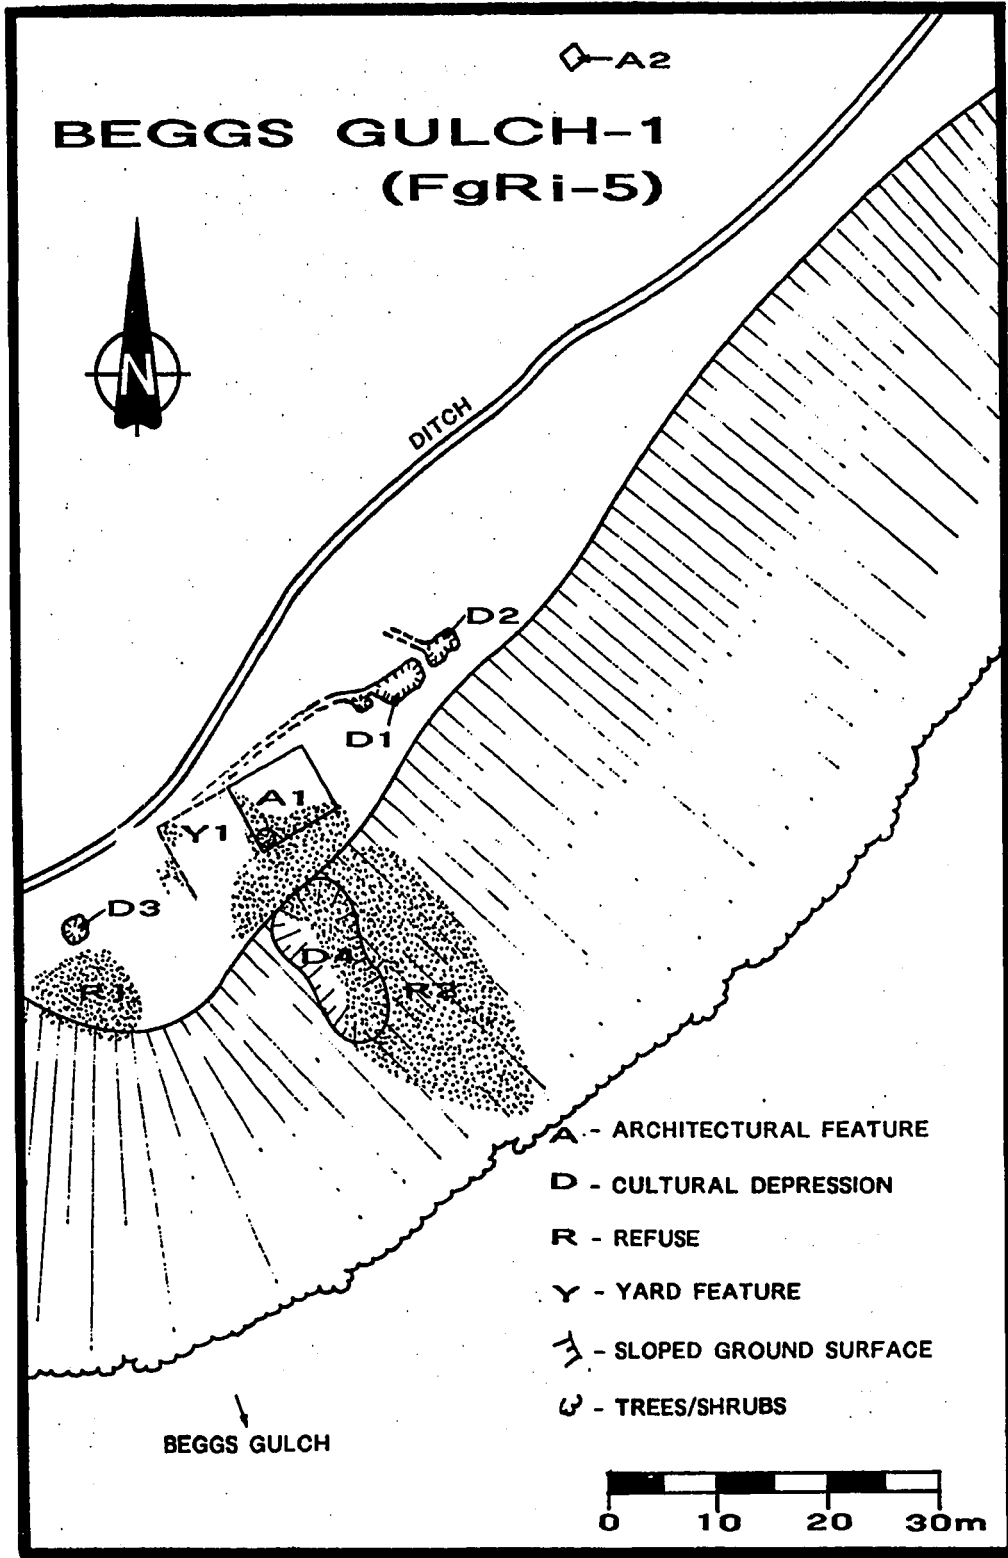 A2
BEGGS GULCH-1
(FgRi-5)
N
DITCH
D2
D1
A1
Y1
D3
D4
R1
R2
A - ARCHITECTURAL FEATURE
D - CULTURAL DEPRESSION
R - REFUSE
Y - YARD FEATURE
- SLOPED GROUND SURFACE
- TREES/SHRUBS
BEGGS GULCH
0 10 20 30m